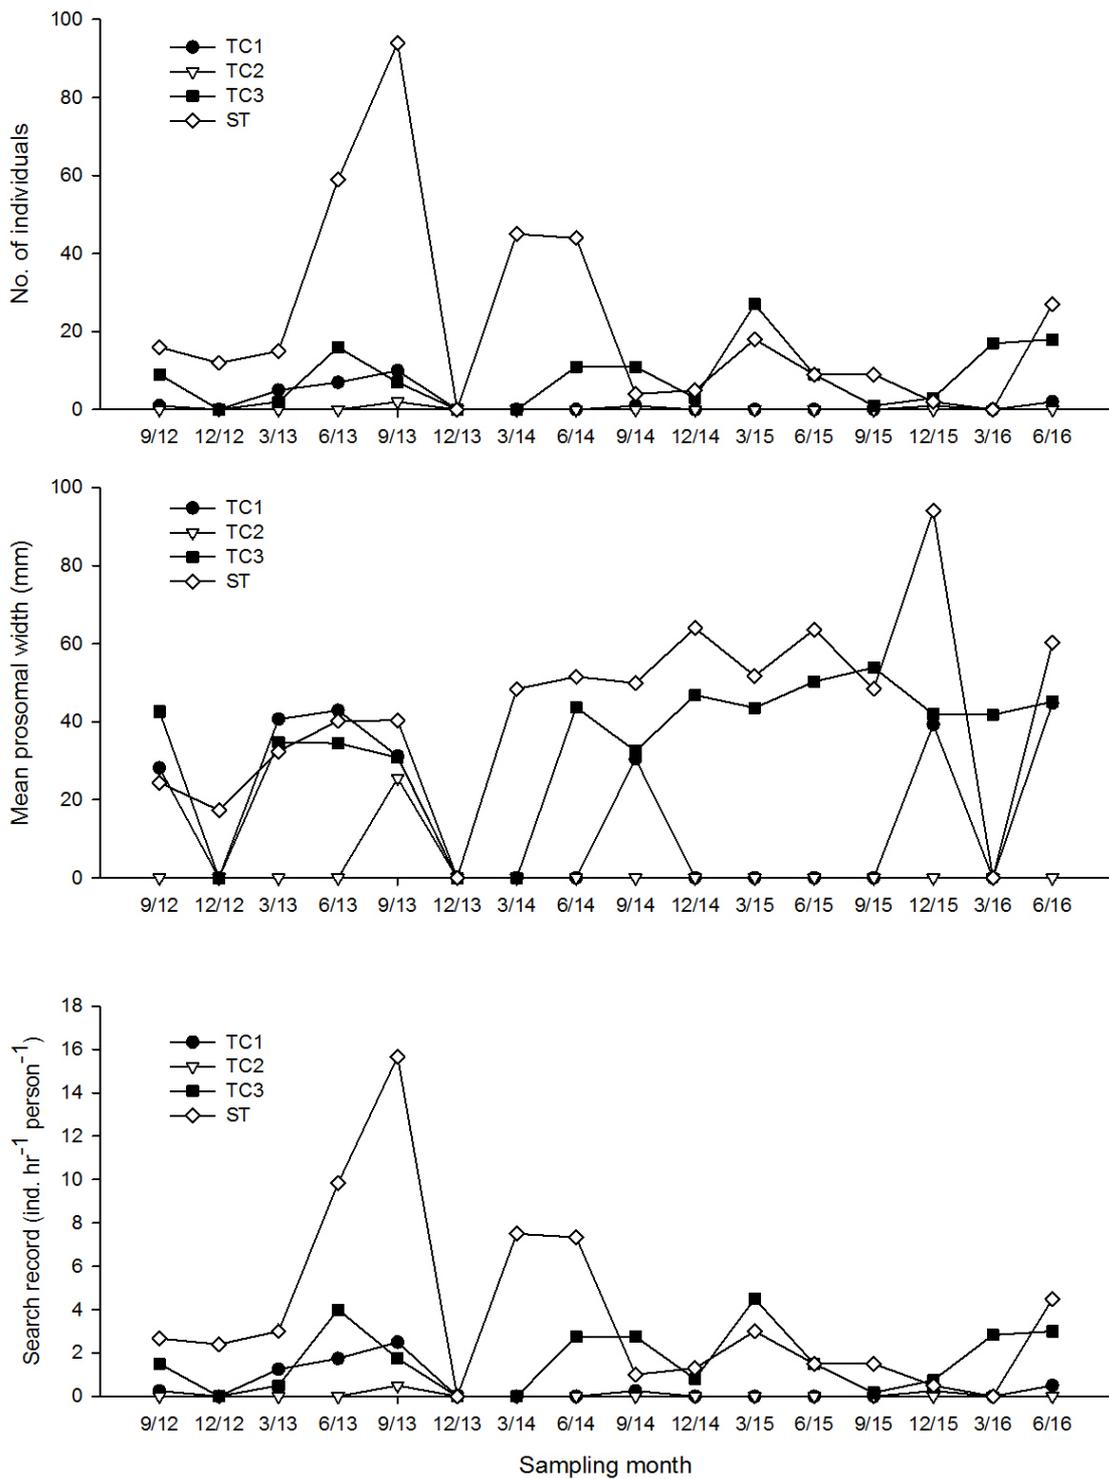 No. of individuals
100
80
60
40
20
0
TC1
TC2
TC3
ST
9/12 12/12 3/13 6/13 9/13 12/13 3/14 6/14 9/14 12/14 3/15 6/15 9/15 12/15 3/16 6/16
Mean prosomal width (mm)
100
80
60
40
20
0
TC1
TC2
TC3
ST
9/12 12/12 3/13 6/13 9/13 12/13 3/14 6/14 9/14 12/14 3/15 6/15 9/15 12/15 3/16 6/16
Search record (ind. hr⁻¹ person⁻¹)
18
16
14
12
10
8
6
4
2
0
TC1
TC2
TC3
ST
9/12 12/12 3/13 6/13 9/13 12/13 3/14 6/14 9/14 12/14 3/15 6/15 9/15 12/15 3/16 6/16
Sampling month